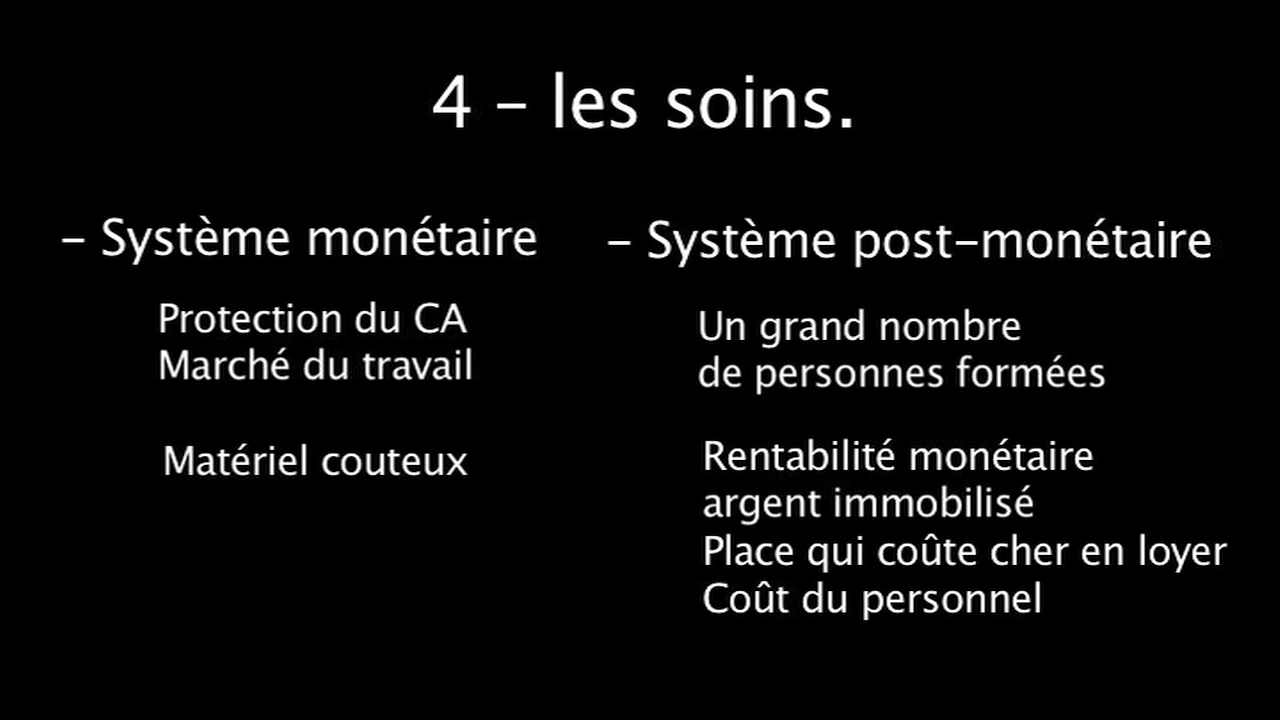 4 – les soins.
– Système monétaire
Protection du CA
Marché du travail
Matériel couteux
– Système post–monétaire
Un grand nombre
de personnes formées
Rentabilité monétaire
argent immobilisé
Place qui coûte cher en loyer
Coût du personnel